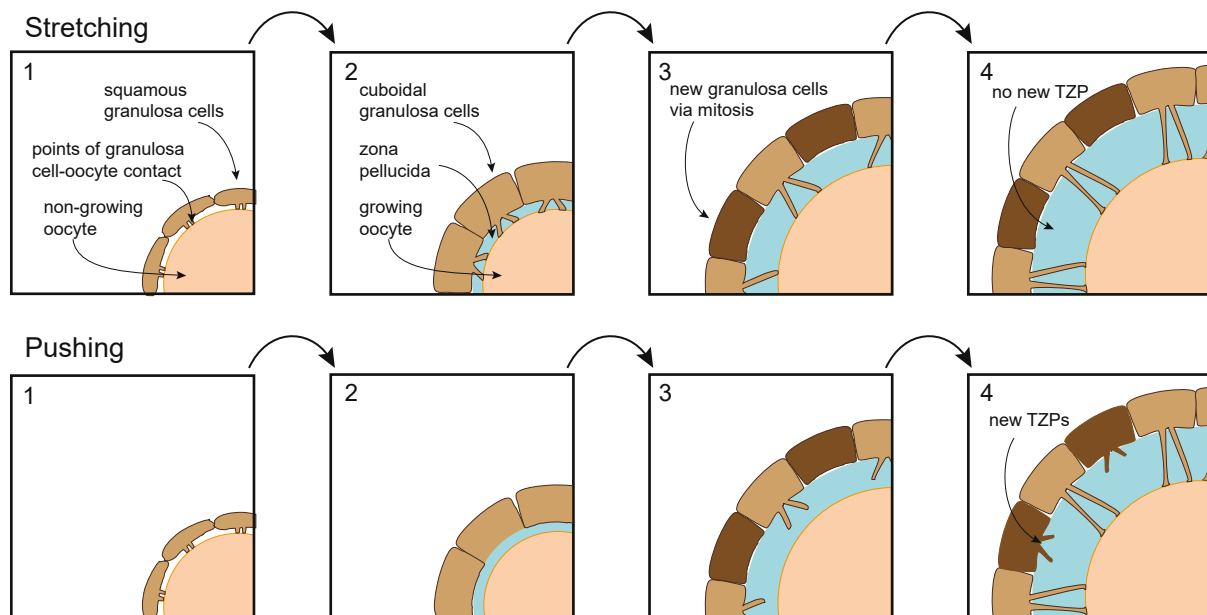 Stretching
1
squamous
granulosa cells
points of granulosa
cell-oocyte contact
non-growing
oocyte
2
cuboidal
granulosa cells
zona
pellucida
growing
oocyte
3
new granulosa cells
via mitosis
4
no new TZP
Pushing
1
2
3
4
new TZPs